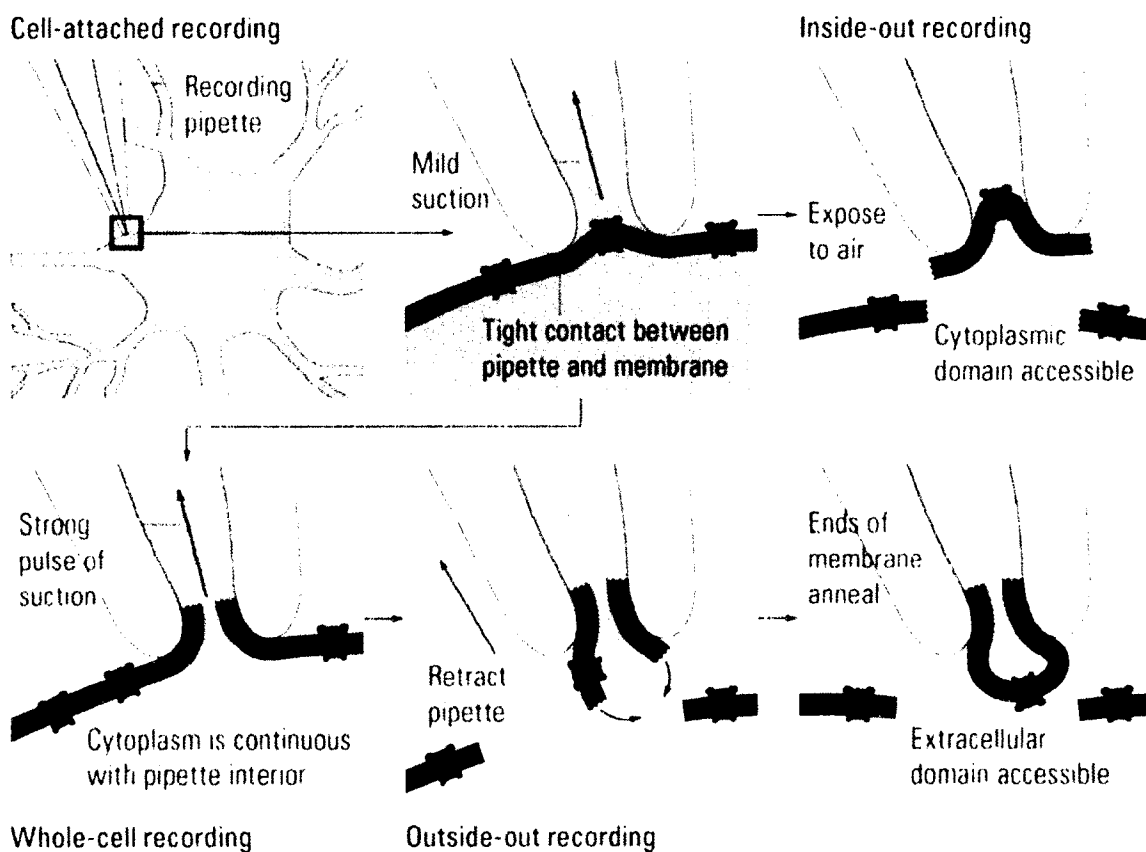 Cell-attached recording
Recording
pipette
Mild
suction
Tight contact between
pipette and membrane
Inside-out recording
Expose
to air
Cytoplasmic
domain accessible
Strong
pulse of
suction
Cytoplasm is continuous
with pipette interior
Whole-cell recording
Retract
pipette
Outside-out recording
Ends of
membrane
anneal
Extracellular
domain accessible